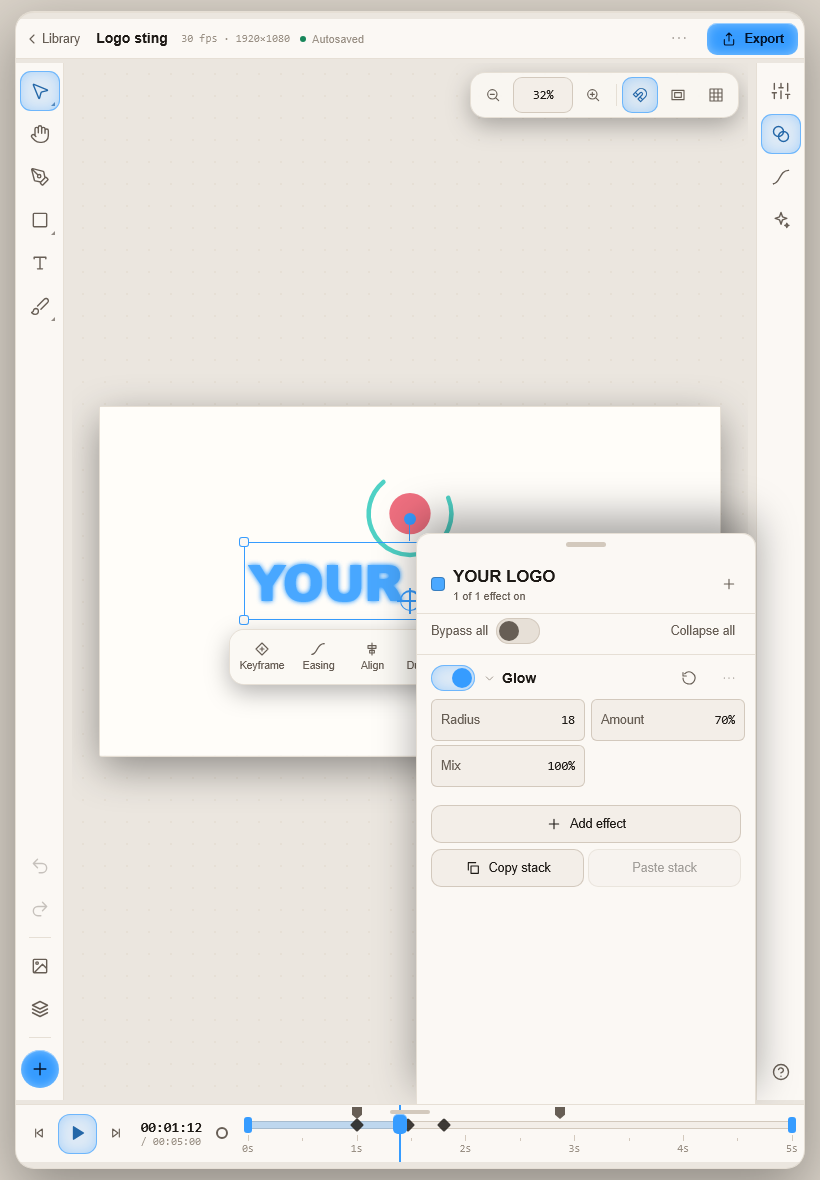 Library
Logo sting
30 fps · 1920×1080
Autosaved
Export
32%
YOUR
Keyframe
Easing
Align
YOUR LOGO
1 of 1 effect on
Bypass all
Collapse all
Glow
Radius
18
Amount
70%
Mix
100%
Add effect
Copy stack
Paste stack
00:01:12
/ 00:05:00
0s
1s
2s
3s
4s
5s